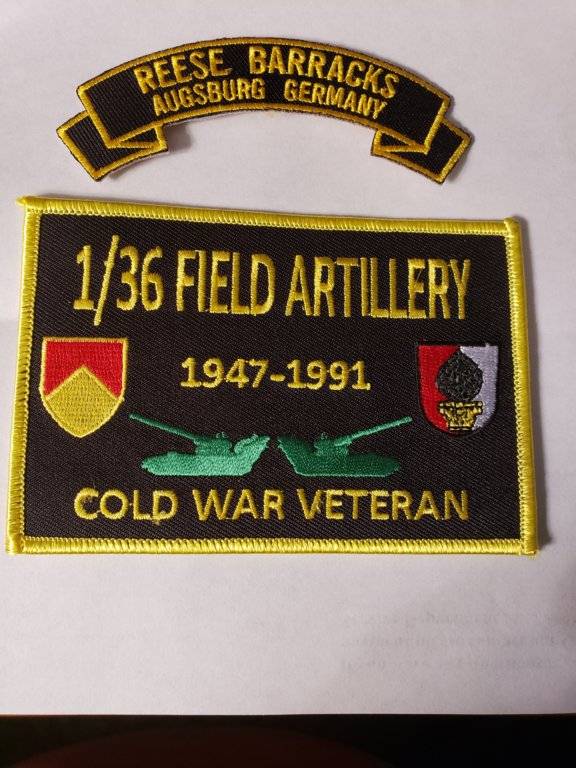 REESE BARRACKS
AUGSBURG GERMANY
1/36 FIELD ARTILLERY
1947-1991
COLD WAR VETERAN